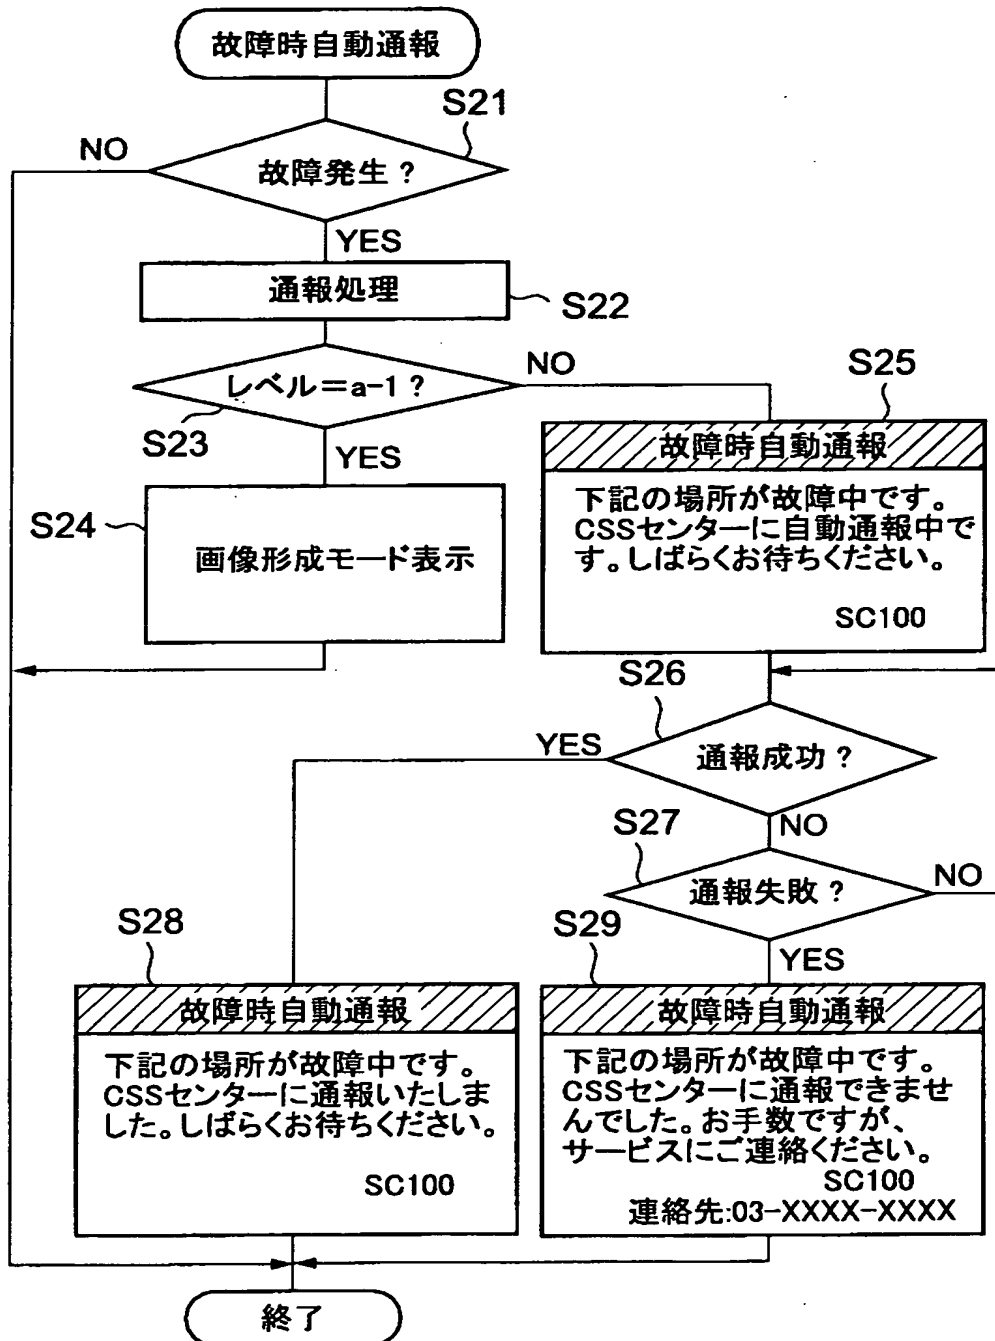 故障時自動通報
S21
NO
故障発生?
YES
通報処理
S22
レベル=a-1?
NO
S23
YES
S25
故障時自動通報
下記の場所が故障中です。
CSSセンターに自動通報中で
す。しばらくお待ちください。
SC100
S24
画像形成モード表示
S26
YES
通報成功?
NO
S27
通報失敗?
NO
YES
S28
故障時自動通報
下記の場所が故障中です。
CSSセンターに通報いたしま
した。しばらくお待ちください。
SC100
S29
故障時自動通報
下記の場所が故障中です。
CSSセンターに通報できませ
んでした。お手数ですが、
サービスにご連絡ください。
SC100
連絡先:03-XXXX-XXXX
終了